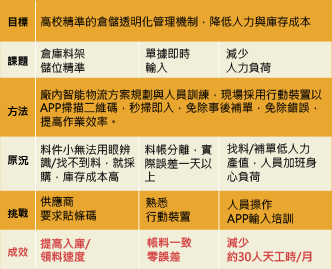 目標
高校精準的倉儲透明化管理機制，降低人力與庫存成本
課題
倉庫料架
儲位精準
單據即時
輸入
減少
人力負荷
方法
廠內智能物流方案規劃與人員訓練，現場採用行動裝置以
APP掃描二維碼，秒掃即入，免除事後補單，免除錯誤，
提高作業效率。
原況
料件小無法用眼辨
識/找不到料，就採
購，庫存成本高
料帳分離，實
際誤差一天以
上
找料/補單低人力
產值，人員加班身
心負荷
挑戰
供應商
要求貼條碼
熟悉
行動裝置
人員操作
APP輸入培訓
成效
提高入庫/
領料速度
帳料一致
零誤差
減少
約30人天工時/月